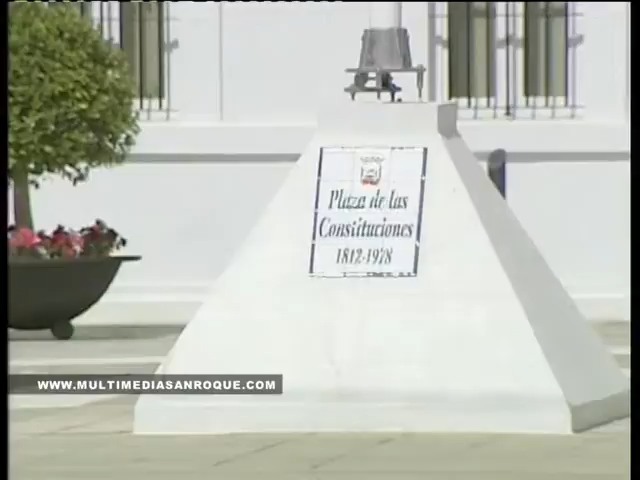 Plaza de las
Constituciones
1812-1978
WWW.MULTIMEDIASANROQUE.COM